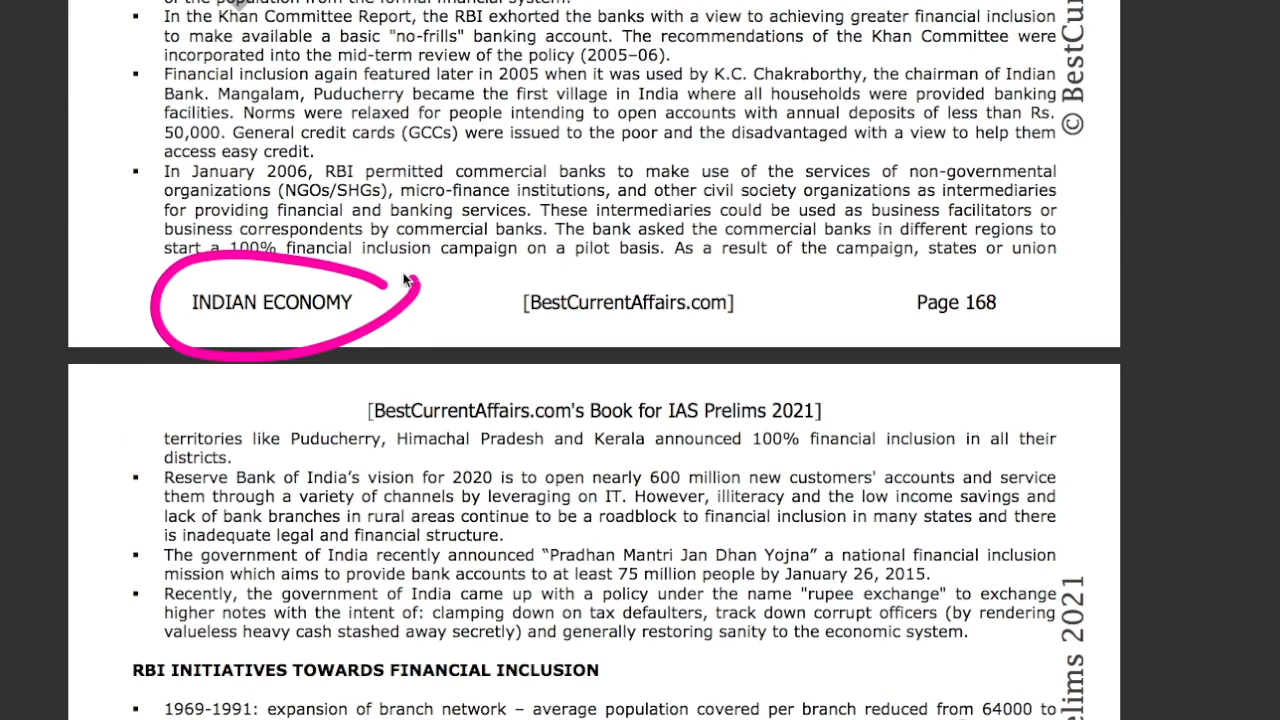 of the population from the formal financial system.
▪ In the Khan Committee Report, the RBI exhorted the banks with a view to achieving greater financial inclusion
to make available a basic "no-frills" banking account. The recommendations of the Khan Committee were
incorporated into the mid-term review of the policy (2005–06).
▪ Financial inclusion again featured later in 2005 when it was used by K.C. Chakraborthy, the chairman of Indian
Bank. Mangalam, Puducherry became the first village in India where all households were provided banking
facilities. Norms were relaxed for people intending to open accounts with annual deposits of less than Rs.
50,000. General credit cards (GCCs) were issued to the poor and the disadvantaged with a view to help them
access easy credit.
▪ In January 2006, RBI permitted commercial banks to make use of the services of non-governmental
organizations (NGOs/SHGs), micro-finance institutions, and other civil society organizations as intermediaries
for providing financial and banking services. These intermediaries could be used as business facilitators or
business correspondents by commercial banks. The bank asked the commercial banks in different regions to
start a 100% financial inclusion campaign on a pilot basis. As a result of the campaign, states or union
© BestCur
INDIAN ECONOMY [BestCurrentAffairs.com] Page 168
[BestCurrentAffairs.com's Book for IAS Prelims 2021]
territories like Puducherry, Himachal Pradesh and Kerala announced 100% financial inclusion in all their
districts.
▪ Reserve Bank of India’s vision for 2020 is to open nearly 600 million new customers' accounts and service
them through a variety of channels by leveraging on IT. However, illiteracy and the low income savings and
lack of bank branches in rural areas continue to be a roadblock to financial inclusion in many states and there
is inadequate legal and financial structure.
▪ The government of India recently announced “Pradhan Mantri Jan Dhan Yojna” a national financial inclusion
mission which aims to provide bank accounts to at least 75 million people by January 26, 2015.
▪ Recently, the government of India came up with a policy under the name "rupee exchange" to exchange
higher notes with the intent of: clamping down on tax defaulters, track down corrupt officers (by rendering
valueless heavy cash stashed away secretly) and generally restoring sanity to the economic system.
RBI INITIATIVES TOWARDS FINANCIAL INCLUSION
▪ 1969-1991: expansion of branch network – average population covered per branch reduced from 64000 to
elims 2021